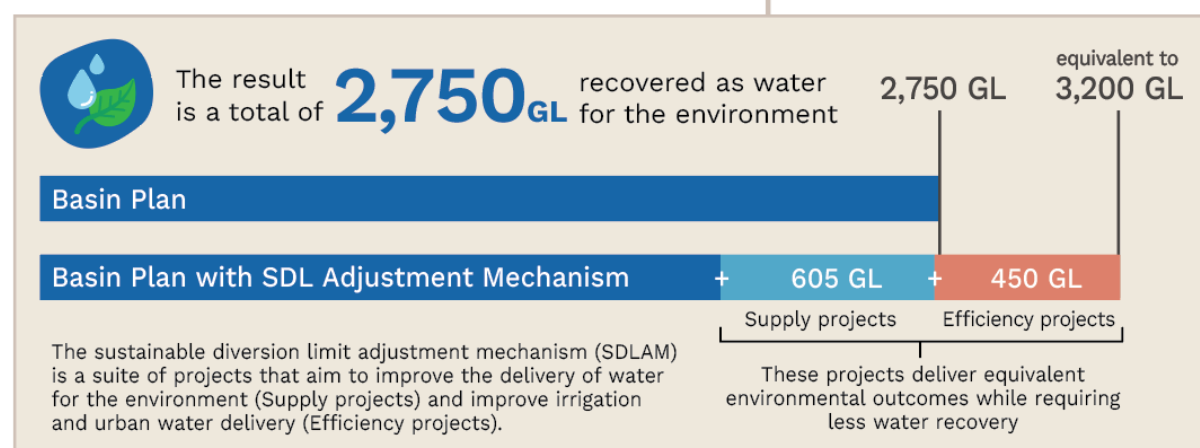 The result
is a total of
2,750GL
recovered as water
for the environment
2,750 GL
equivalent to
3,200 GL
Basin Plan
Basin Plan with SDL Adjustment Mechanism
+
605 GL
+
450 GL
Supply projects
Efficiency projects
The sustainable diversion limit adjustment mechanism (SDLAM)
is a suite of projects that aim to improve the delivery of water
for the environment (Supply projects) and improve irrigation
and urban water delivery (Efficiency projects).
These projects deliver equivalent
environmental outcomes while requiring
less water recovery